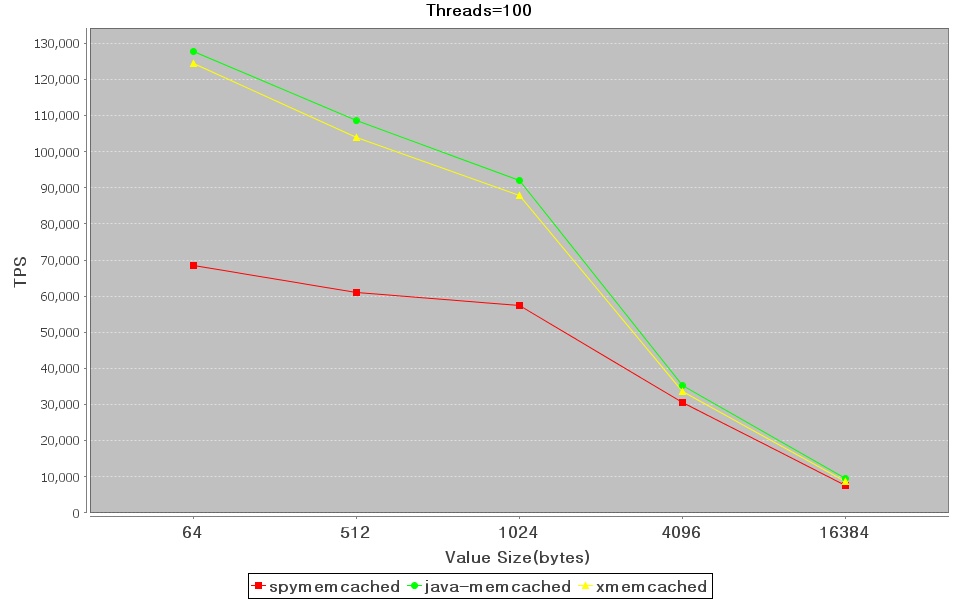 Threads=100
130,000
120,000
110,000
100,000
90,000
80,000
70,000
60,000
50,000
40,000
30,000
20,000
10,000
0
TPS
64 512 1024 4096 16384
Value Size(bytes)
spymemcached java-memcached xmemcached